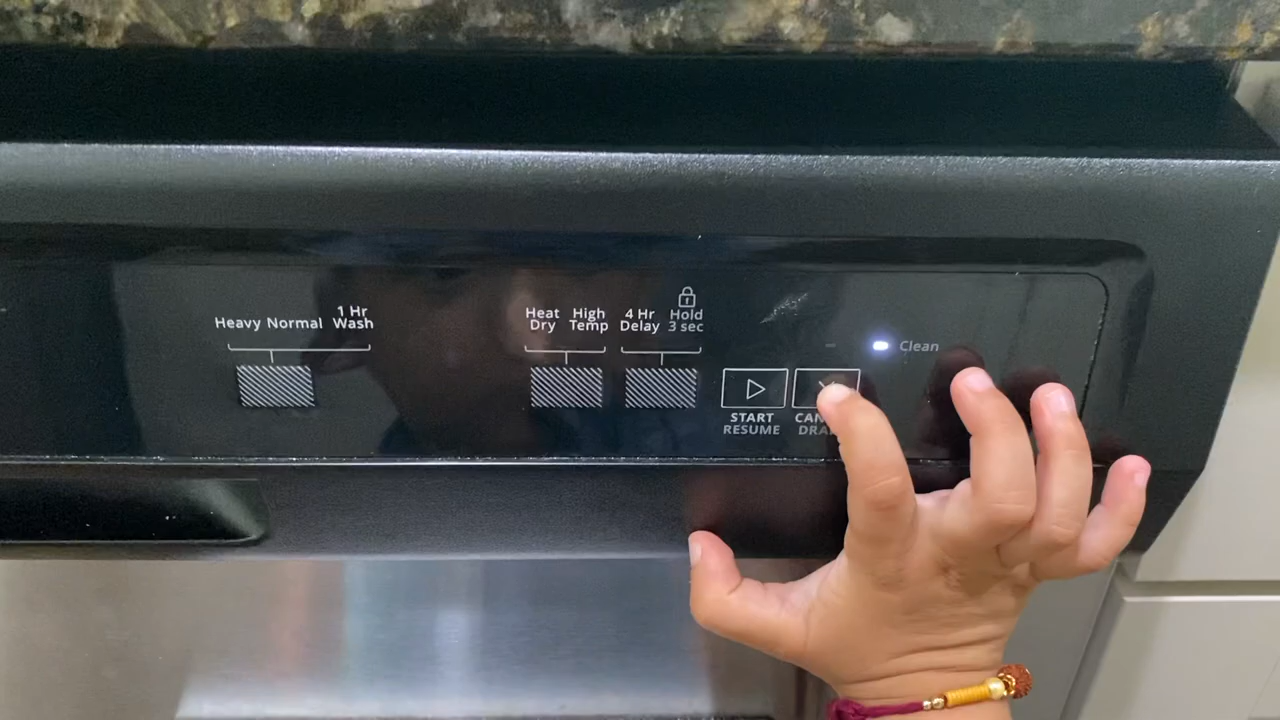 Heavy Normal 1 Hr Wash
Heat Dry
High Temp
4 Hr Delay
Hold 3 sec
Clean
START RESUME